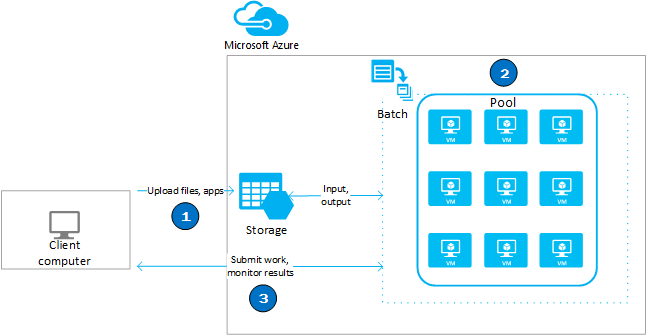 Microsoft Azure
2
Batch
Pool
VM
VM
VM
Upload files, apps
1
Input,
output
VM
VM
VM
Storage
Client
computer
VM
VM
VM
Submit work,
monitor results
3